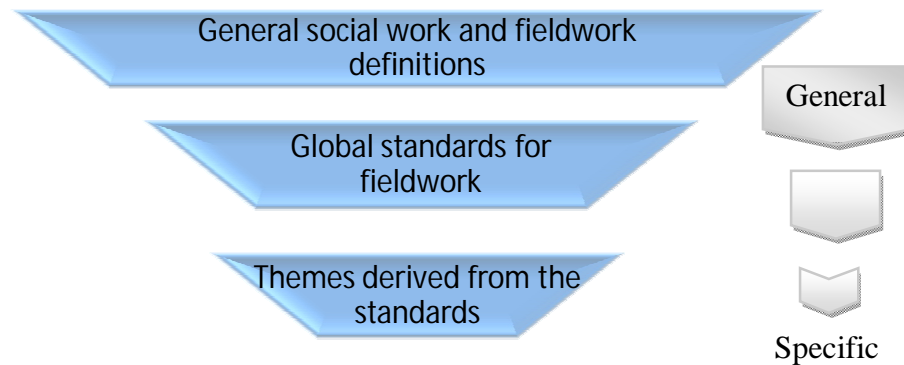 General social work and fieldwork
definitions
General
Global standards for
fieldwork
Themes derived from the
standards
Specific